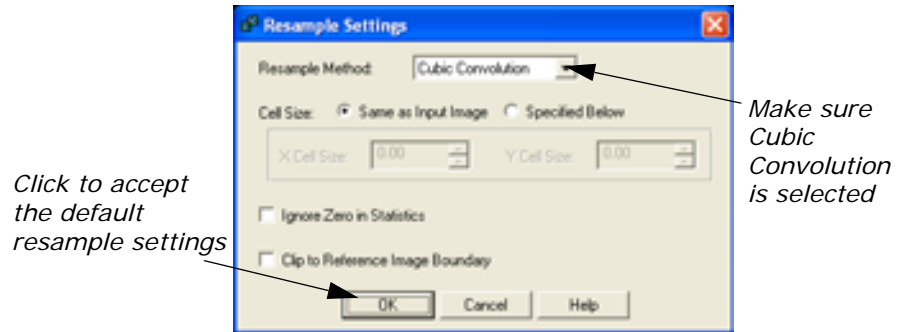 Resample Settings
Resample Method: Cubic Convolution
Cell Size: Same as Input Image Specified Below
X Cell Size: 0.00 Y Cell Size: 0.00
Ignore Zero in Statistics
Clip to Reference Image Boundary
OK Cancel Help
Make sure
Cubic
Convolution
is selected
Click to accept
the default
resample settings